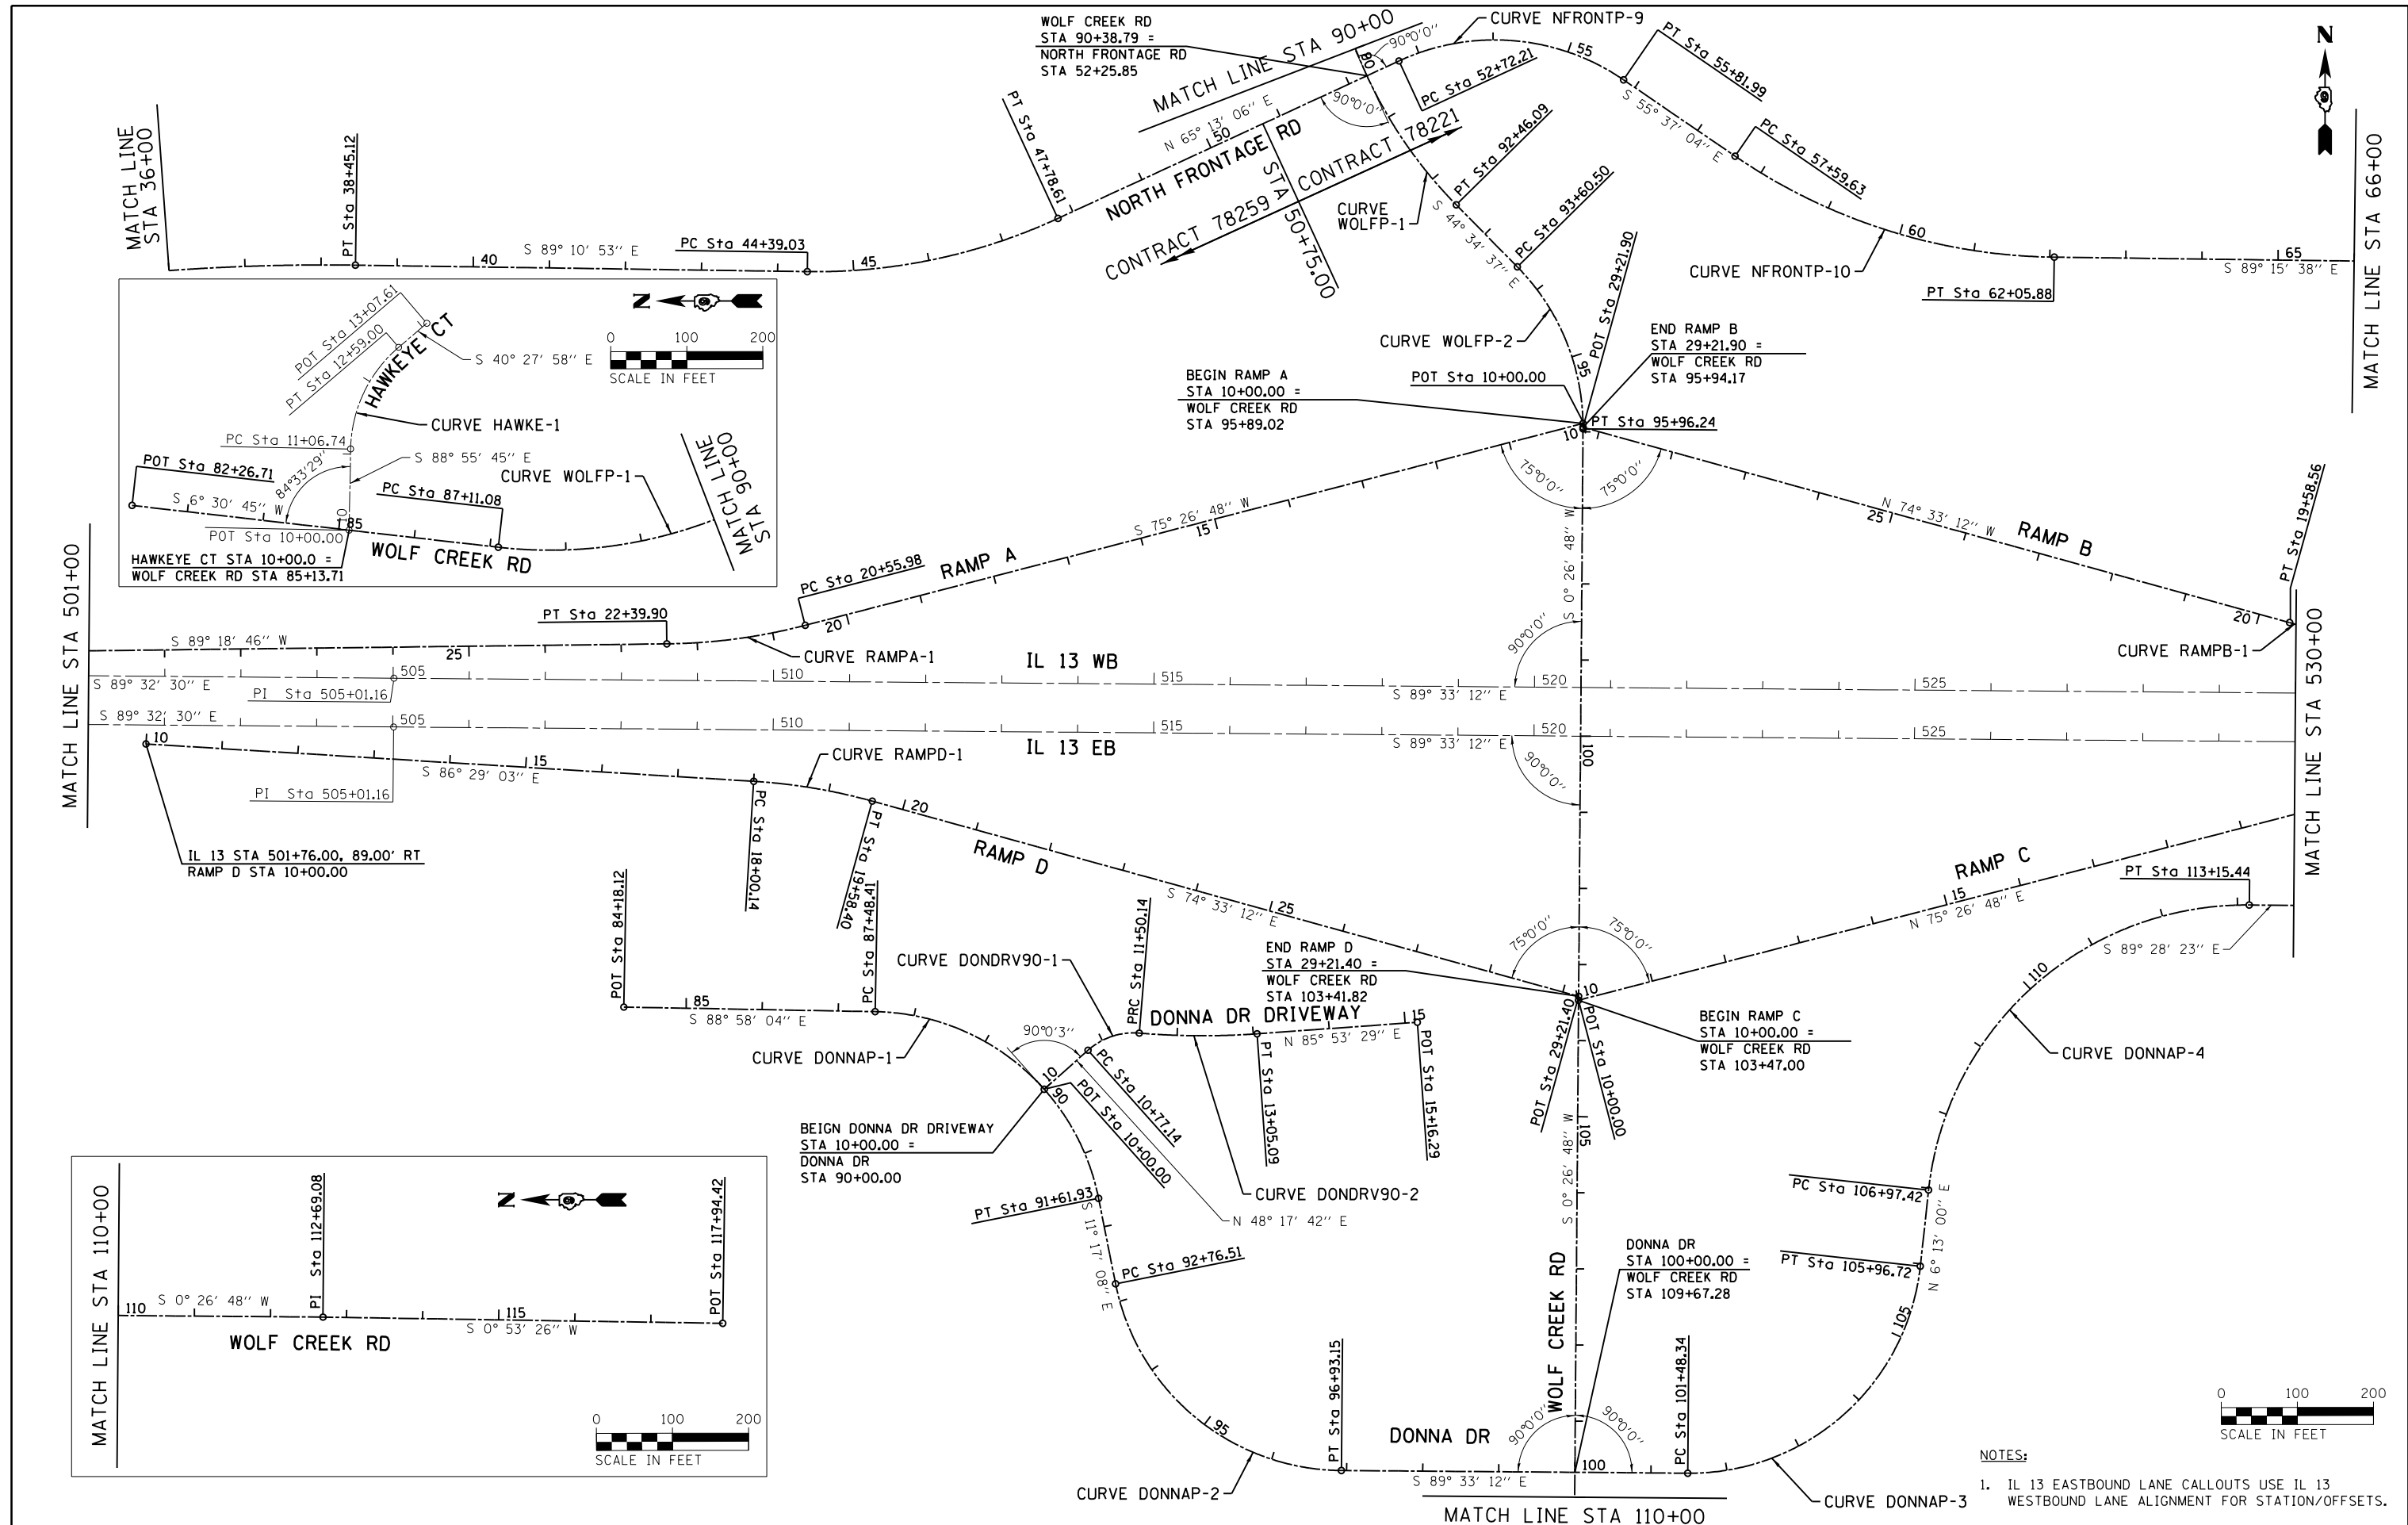 WOLF CREEK RD
STA 90+38.79 =
NORTH FRONTAGE RD
STA 52+25.85
MATCH LINE STA 90+00
90
90°0'0"
CURVE NFRONTP-9
PC Sta 52+72.21
55
PT Sta 55+81.99
S 55° 37' 04" E
PC Sta 57+59.63
N
MATCH LINE
STA 36+00
PT Sta 38+45.12
40
S 89° 10' 53" E
PC Sta 44+39.03
45
PT Sta 47+78.61
N 65° 13' 06" E
50
NORTH FRONTAGE RD
90°0'0"
STA 50+75.00
CONTRACT 78259
CONTRACT 78221
CURVE
WOLFP-1
PT Sta 92+46.09
S 44° 34' 37" E
PC Sta 93+60.50
CURVE WOLFP-2
95
POT Sta 29+21.90
CURVE NFRONTP-10
60
PT Sta 62+05.88
65
S 89° 15' 38" E
MATCH LINE STA 66+00
POT Sta 13+07.61
PT Sta 12+59.00
HAWKEYE CT
S 40° 27' 58" E
N
0 100 200
SCALE IN FEET
CURVE HAWKE-1
PC Sta 11+06.74
S 88° 55' 45" E
84°33'29"
POT Sta 82+26.71
S 6° 30' 45" W
PC Sta 87+11.08
CURVE WOLFP-1
MATCH LINE
STA 90+00
10
85
POT Sta 10+00.00
WOLF CREEK RD
HAWKEYE CT STA 10+00.0 =
WOLF CREEK RD STA 85+13.71
BEGIN RAMP A
STA 10+00.00 =
WOLF CREEK RD
STA 95+89.02
POT Sta 10+00.00
END RAMP B
STA 29+21.90 =
WOLF CREEK RD
STA 95+94.17
PT Sta 95+96.24
10
75°0'0"
75°0'0"
S 75° 26' 48" W
15
RAMP A
PC Sta 20+55.98
20
N 74° 33' 12" W
25
RAMP B
PT Sta 19+58.56
20
CURVE RAMPB-1
S 0° 26' 48" W
90°0'0"
MATCH LINE STA 501+00
MATCH LINE STA 530+00
S 89° 18' 46" W
25
PT Sta 22+39.90
CURVE RAMPA-1
IL 13 WB
S 89° 32' 30" E
505
PI Sta 505+01.16
510
515
S 89° 33' 12" E
520
525
S 89° 32' 30" E
505
510
515
IL 13 EB
S 89° 33' 12" E
520
525
90°0'0"
100
10
15
S 86° 29' 03" E
PI Sta 505+01.16
CURVE RAMPD-1
IL 13 STA 501+76.00, 89.00' RT
RAMP D STA 10+00.00
PC Sta 18+00.14
PT Sta 19+58.40
20
RAMP D
S 74° 33' 12" E
25
75°0'0"
75°0'0"
RAMP C
15
N 75° 26' 48" E
PT Sta 113+15.44
S 89° 28' 23" E
110
POT Sta 84+18.12
85
S 88° 58' 04" E
PC Sta 87+48.41
CURVE DONNAP-1
CURVE DONDRV90-1
PRC Sta 11+50.14
END RAMP D
STA 29+21.40 =
WOLF CREEK RD
STA 103+41.82
DONNA DR DRIVEWAY
15
N 85° 53' 29" E
90°0'3"
10
90
PC Sta 10+77.14
POT Sta 10+00.00
PT Sta 13+05.09
POT Sta 15+16.29
10
POT Sta 29+21.40
POT Sta 10+00.00
BEGIN RAMP C
STA 10+00.00 =
WOLF CREEK RD
STA 103+47.00
CURVE DONNAP-4
BEIGN DONNA DR DRIVEWAY
STA 10+00.00 =
DONNA DR
STA 90+00.00
CURVE DONDRV90-2
N 48° 17' 42" E
PT Sta 91+61.93
S 11° 17' 08" E
PC Sta 92+76.51
105
S 0° 26' 48" W
WOLF CREEK RD
PC Sta 106+97.42
N 6° 13' 00" E
PT Sta 105+96.72
105
DONNA DR
STA 100+00.00 =
WOLF CREEK RD
STA 109+67.28
MATCH LINE STA 110+00
110
S 0° 26' 48" W
PI Sta 112+69.08
N
115
S 0° 53' 26" W
POT Sta 117+94.42
WOLF CREEK RD
0 100 200
SCALE IN FEET
95
CURVE DONNAP-2
PT Sta 96+93.15
DONNA DR
90°0'0"
90°0'0"
S 89° 33' 12" E
100
PC Sta 101+48.34
CURVE DONNAP-3
MATCH LINE STA 110+00
0 100 200
SCALE IN FEET
NOTES:
1. IL 13 EASTBOUND LANE CALLOUTS USE IL 13
WESTBOUND LANE ALIGNMENT FOR STATION/OFFSETS.